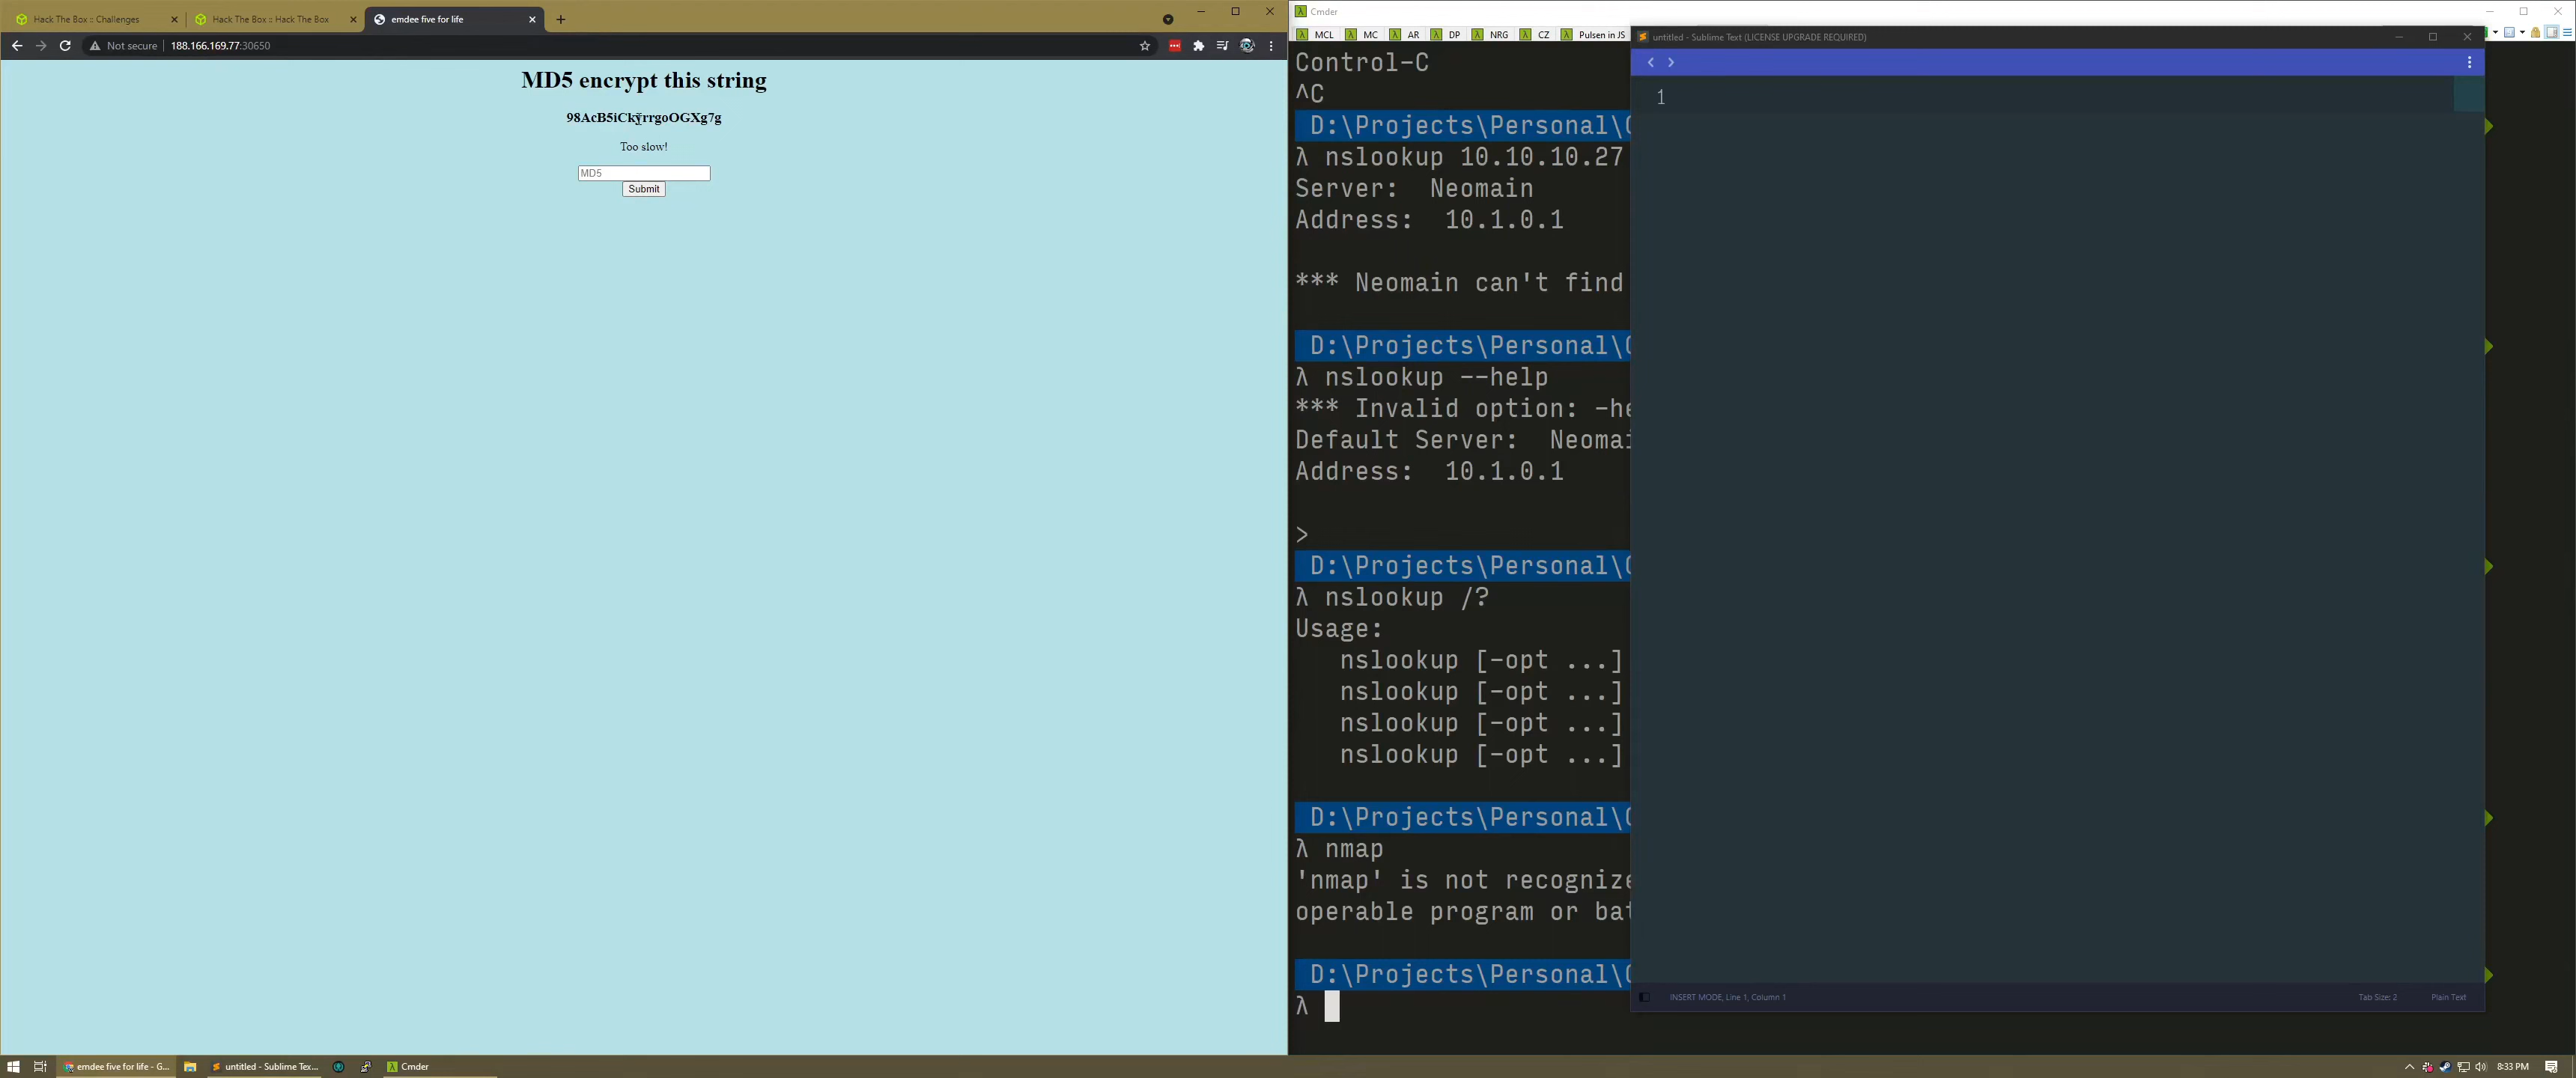 Hack The Box :: Challenges
Hack The Box :: Hack The Box
emdee five for life
Not secure
188.166.169.77:30650
MD5 encrypt this string
Too slow!
MD5
Submit
Cmder
MCL
MC
AR
DP
NRG
CZ
Pulsen in JS
Control-C
^C
D:\Projects\Personal\
λ nslookup 10.10.10.27
Server: Neomain
Address: 10.1.0.1
*** Neomain can't find
D:\Projects\Personal\
λ nslookup --help
*** Invalid option: -he
Default Server: Neomai
Address: 10.1.0.1
>
D:\Projects\Personal\
λ nslookup /?
Usage:
nslookup [-opt ...]
nslookup [-opt ...]
nslookup [-opt ...]
nslookup [-opt ...]
D:\Projects\Personal\
λ nmap
'nmap' is not recognize
operable program or bat
D:\Projects\Personal\
λ
untitled - Sublime Text (LICENSE UPGRADE REQUIRED)
1
INSERT MODE, Line 1, Column 1
Tab Size: 2
Plain Text
emdee five for life - G...
untitled - Sublime Tex...
Cmder
8:33 PM